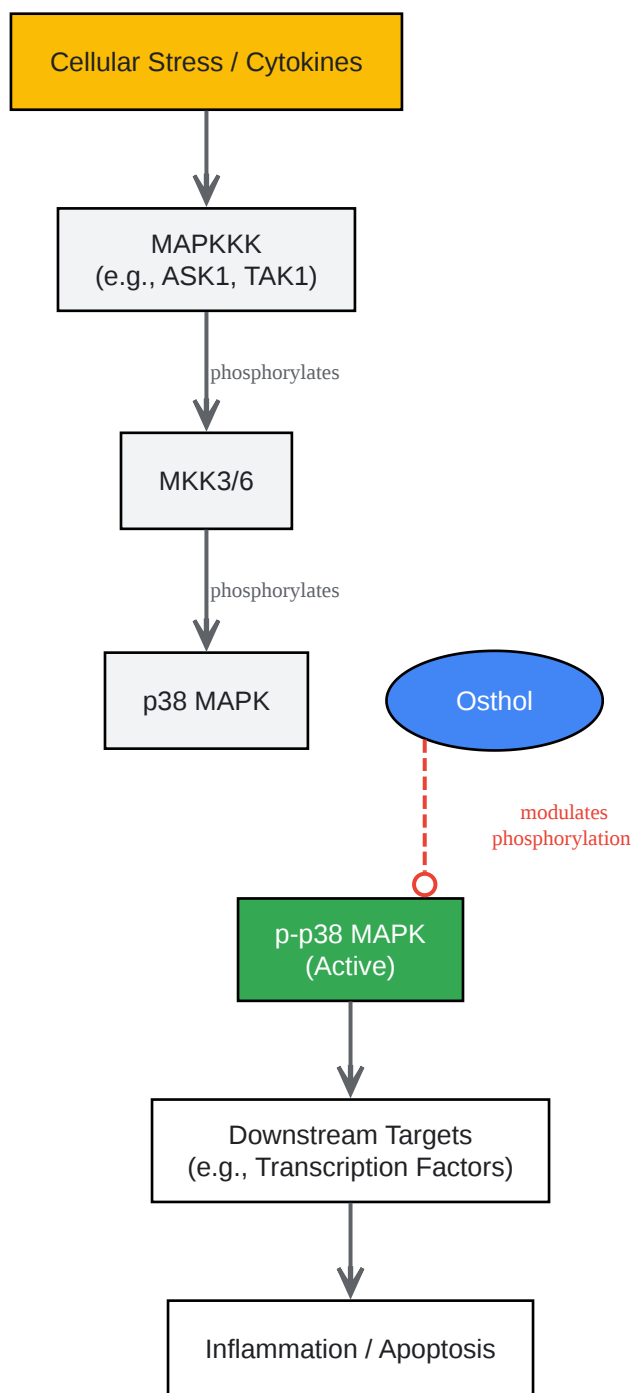 Cellular Stress / Cytokines
MAPKKK
(e.g., ASK1, TAK1)
phosphorylates
MKK3/6
phosphorylates
p38 MAPK
Osthol
modulates
phosphorylation
p-p38 MAPK
(Active)
Downstream Targets
(e.g., Transcription Factors)
Inflammation / Apoptosis